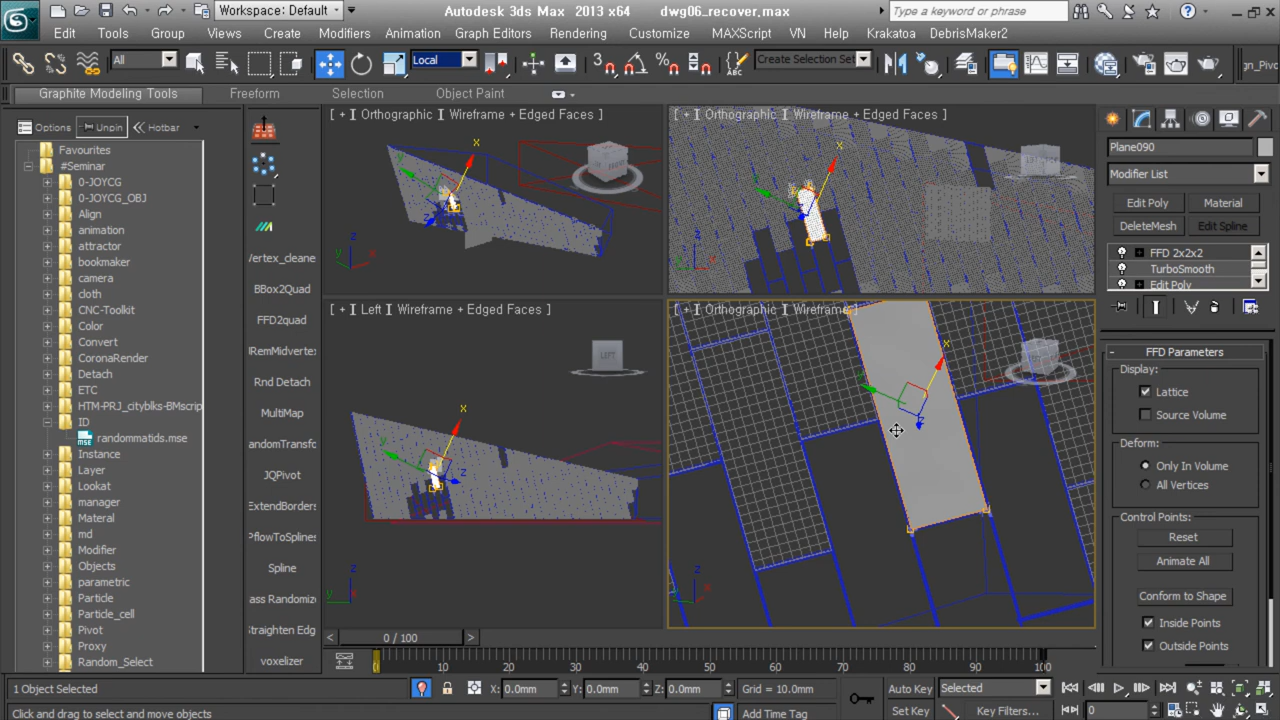 Workspace: Default
Autodesk 3ds Max 2013 x64 dwg06_recover.max
Type a keyword or phrase
Edit Tools Group Views Create Modifiers Animation Graph Editors Rendering Customize MAXScript VN Help Krakatoa DebrisMaker2
All
Local
Create Selection Set
gn_Pivo
Graphite Modeling Tools Freeform Selection Object Paint
Options Unpin Hotbar
Favourites
#Seminar
0-JOYCG
0-JOYCG_OBJ
Align
animation
attractor
bookmaker
camera
cloth
CNC-Toolkit
Color
Convert
CoronaRender
Detach
ETC
HTM-PRJ_cityblks-BMscrip
ID
randommatids.mse
Instance
Layer
Lookat
manager
Materal
md
Modifier
Objects
parametric
Particle
Particle_cell
Pivot
Proxy
Random_Select
/ertex_cleane
BBox2Quad
FFD2quad
RemMidvertex
Rnd Detach
MultiMap
andomTransfo
JQPivot
ExtendBorders
PflowToSplines
Spline
ass Randomize
straighten Edg
voxelizer
[ + ] Orthographic ] Wireframe + Edged Faces ]
[ + ] Orthographic ] Wireframe + Edged Faces ]
[ + ] Left ] Wireframe + Edged Faces ]
[ + ] Orthographic ] Wireframe ]
LEFT
Plane090
Modifier List
Edit Poly Material
DeleteMesh Edit Spline
FFD 2x2x2
TurboSmooth
Edit Poly
- FFD Parameters
Display:
Lattice
Source Volume
Deform:
Only In Volume
All Vertices
Control Points:
Reset
Animate All
Conform to Shape
Inside Points
Outside Points
< 0 / 100 >
0 10 20 30 40 50 60 70 80 90 100
1 Object Selected X: 0.0mm Y: 0.0mm Z: 0.0mm Grid = 10.0mm Auto Key Selected
Click and drag to select and move objects Add Time Tag Set Key Key Filters... 0